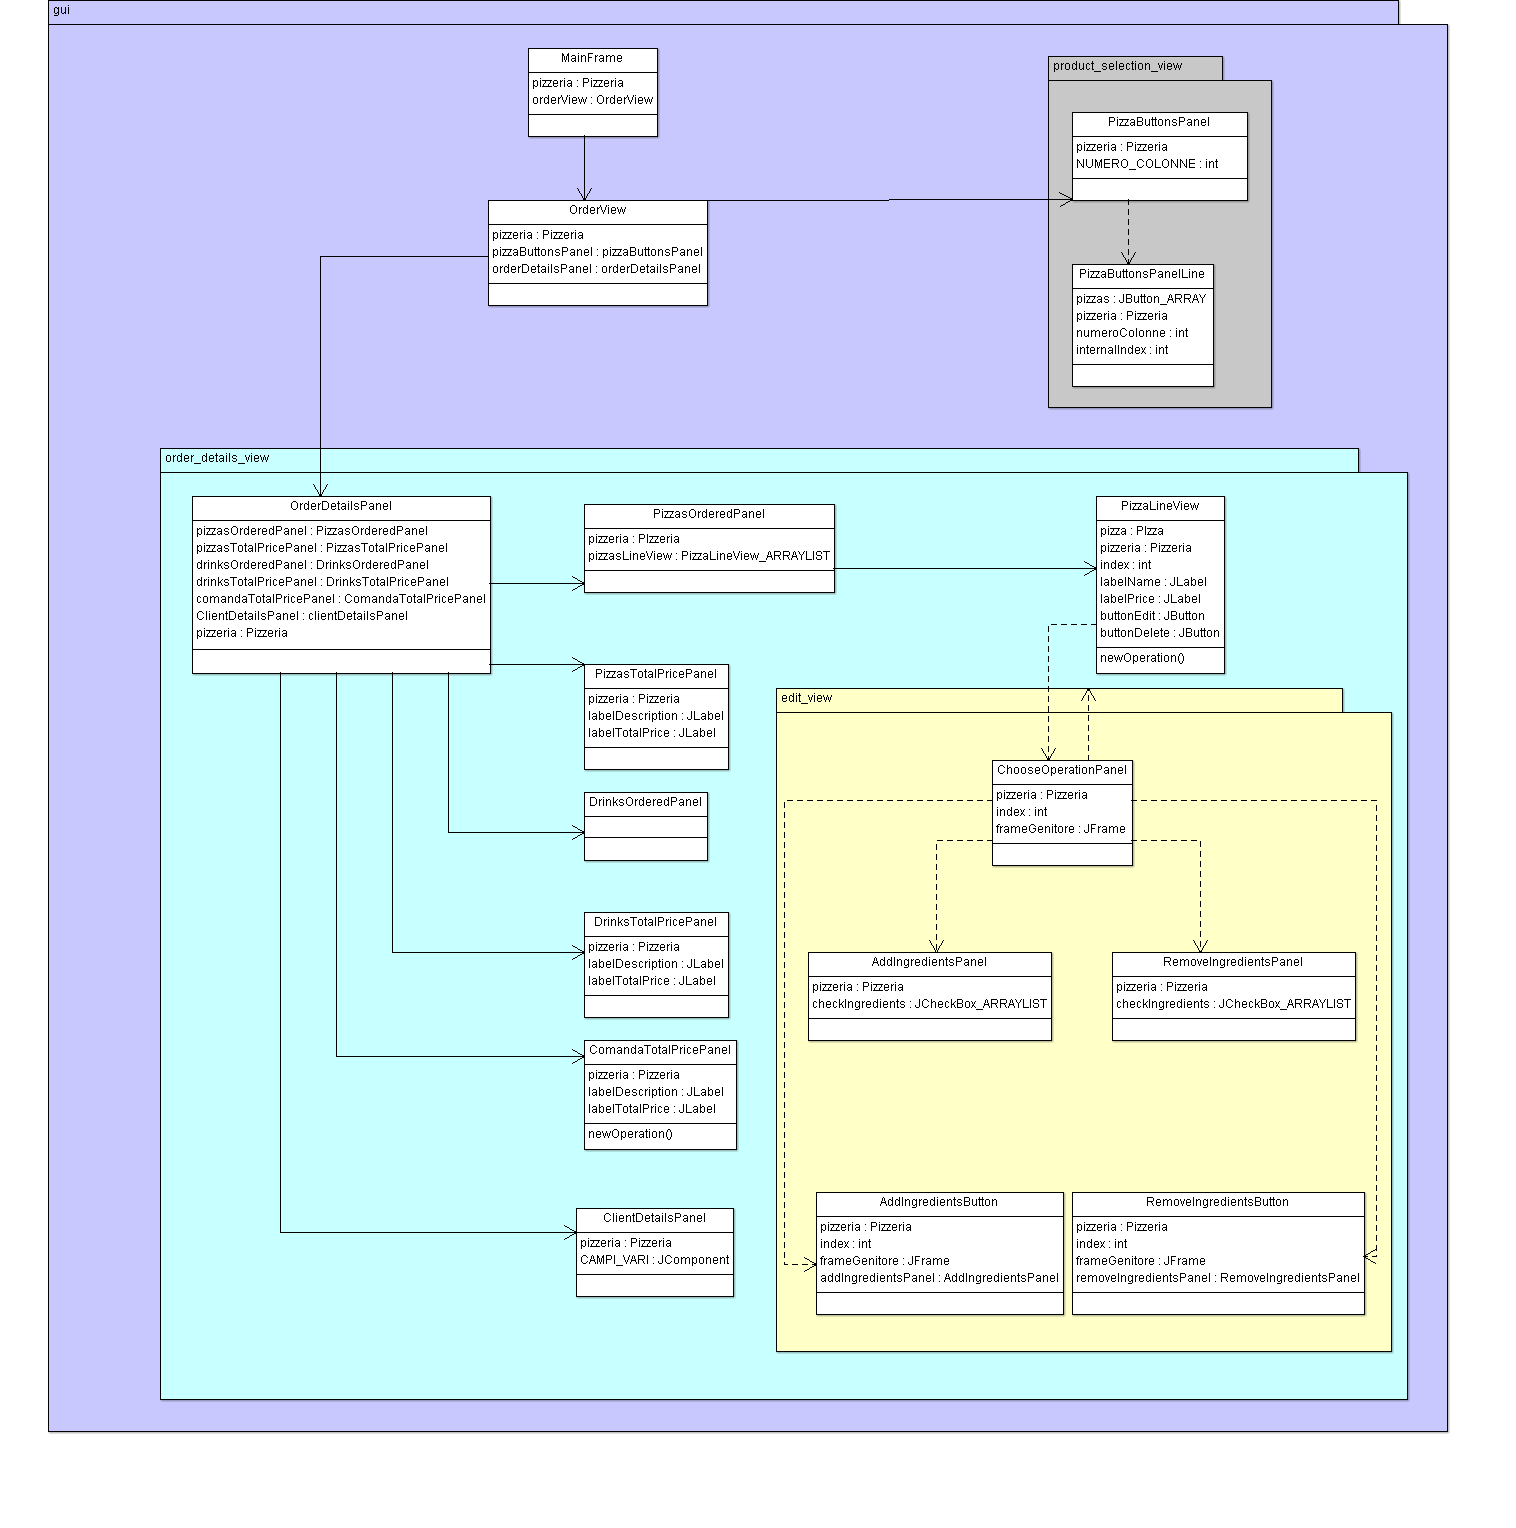 gui
MainFrame
pizzeria : Pizzeria
orderView : OrderView
product_selection_view
PizzaButtonsPanel
pizzeria : Pizzeria
NUMERO_COLONNE : int
OrderView
pizzeria : Pizzeria
pizzaButtonsPanel : pizzaButtonsPanel
orderDetailsPanel : orderDetailsPanel
PizzaButtonsPanelLine
pizzas : JButton_ARRAY
pizzeria : Pizzeria
numeroColonne : int
internalIndex : int
order_details_view
OrderDetailsPanel
pizzasOrderedPanel : PizzasOrderedPanel
pizzasTotalPricePanel : PizzasTotalPricePanel
drinksOrderedPanel : DrinksOrderedPanel
drinksTotalPricePanel : DrinksTotalPricePanel
comandaTotalPricePanel : ComandaTotalPricePanel
ClientDetailsPanel : clientDetailsPanel
pizzeria : Pizzeria
PizzasOrderedPanel
pizzeria : PIzzeria
pizzasLineView : PizzaLineView_ARRAYLIST
PizzaLineView
pizza : PIzza
pizzeria : Pizzeria
index : int
labelName : JLabel
labelPrice : JLabel
buttonEdit : JButton
buttonDelete : JButton
newOperation()
PizzasTotalPricePanel
pizzeria : PIzzeria
labelDescription : JLabel
labelTotalPrice : JLabel
edit_view
ChooseOperationPanel
pizzeria : Pizzeria
index : int
frameGenitore : JFrame
DrinksOrderedPanel
DrinksTotalPricePanel
pizzeria : Pizzeria
labelDescription : JLabel
labelTotalPrice : JLabel
AddIngredientsPanel
pizzeria : Pizzeria
checkIngredients : JCheckBox_ARRAYLIST
RemoveIngredientsPanel
pizzeria : Pizzeria
checkIngredients : JCheckBox_ARRAYLIST
ComandaTotalPricePanel
pizzeria : Pizzeria
labelDescription : JLabel
labelTotalPrice : JLabel
newOperation()
ClientDetailsPanel
pizzeria : Pizzeria
CAMPI_VARI : JComponent
AddIngredientsButton
pizzeria : Pizzeria
index : int
frameGenitore : JFrame
addIngredientsPanel : AddIngredientsPanel
RemoveIngredientsButton
pizzeria : Pizzeria
index : int
frameGenitore : JFrame
removeIngredientsPanel : RemoveIngredientsPanel